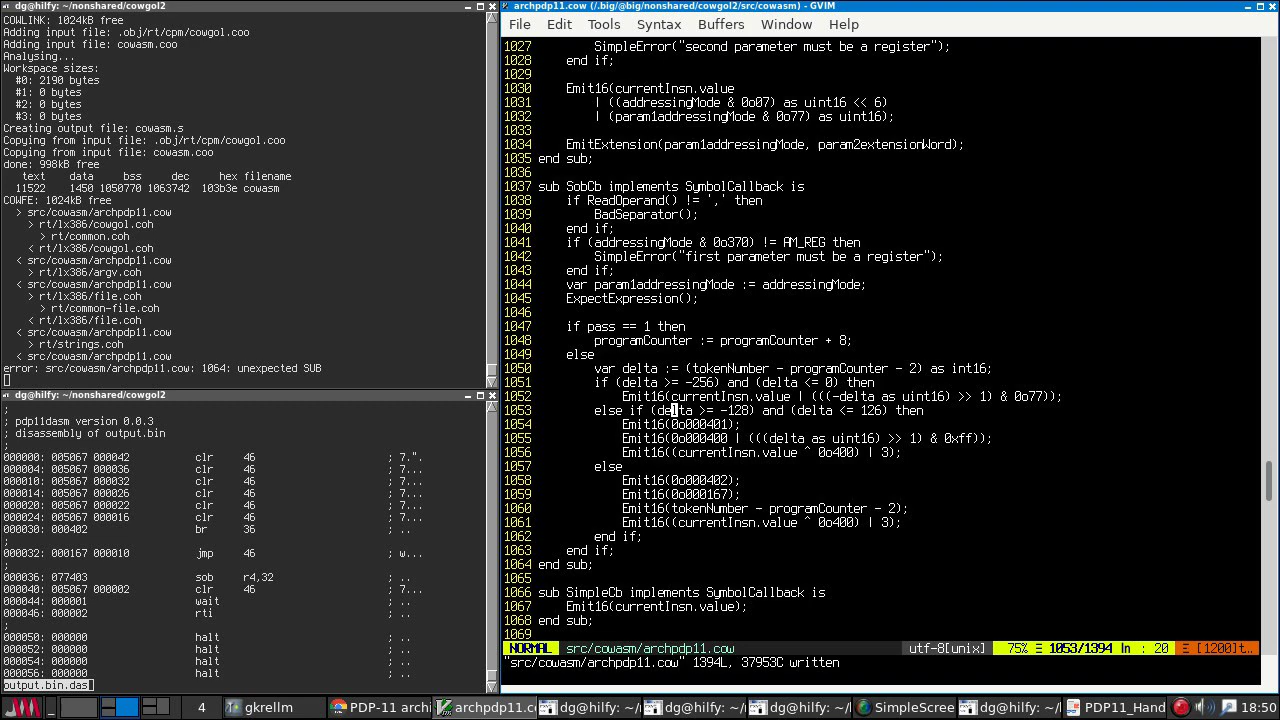 dg@hilfy: ~/nonshared/cowgol2
COWLINK: 1024kB free
Adding input file: .obj/rt/cpm/cowgol.coo
Adding input file: cowasm.coo
Analysing...
Workspace sizes:
#0: 2190 bytes
#1: 0 bytes
#2: 0 bytes
#3: 0 bytes
Creating output file: cowasm.s
Copying from input file: .obj/rt/cpm/cowgol.coo
Copying from input file: cowasm.coo
done: 998kB free
text data bss dec hex filename
11522 1450 1050770 1063742 103b3e cowasm
COWFE: 1024kB free
> src/cowasm/archpdp11.cow
> rt/lx386/cowgol.coh
> rt/common.coh
< rt/lx386/cowgol.coh
< src/cowasm/archpdp11.cow
> rt/lx386/argv.coh
< src/cowasm/archpdp11.cow
> rt/lx386/file.coh
> rt/common-file.coh
< rt/lx386/file.coh
< src/cowasm/archpdp11.cow
> rt/strings.coh
< src/cowasm/archpdp11.cow
error: src/cowasm/archpdp11.cow: 1064: unexpected SUB
dg@hilfy: ~/nonshared/cowgol2
;
; pdp11dasm version 0.0.3
; disassembly of output.bin
;
000000: 005067 000042 clr 46 ; 7.".
000004: 005067 000036 clr 46 ; 7...
000010: 005067 000032 clr 46 ; 7...
000014: 005067 000026 clr 46 ; 7...
000020: 005067 000022 clr 46 ; 7...
000024: 005067 000016 clr 46 ; 7...
000030: 000402 br 36 ; ..
;
000032: 000167 000010 jmp 46 ; w...
;
000036: 077403 sob r4,32 ; ..
000040: 005067 000002 clr 46 ; 7...
000044: 000001 wait ; ..
000046: 000002 rti ; ..
;
000050: 000000 halt ; ..
000052: 000000 halt ; ..
000054: 000000 halt ; ..
000056: 000000 halt ; ..
output.bin.das
archpdp11.cow (/.big/@big/nonshared/cowgol2/src/cowasm) - GVIM
File Edit Tools Syntax Buffers Window Help
1027 SimpleError("second parameter must be a register");
1028 end if;
1029
1030 Emit16(currentInsn.value
1031 | ((addressingMode & 0o07) as uint16 << 6)
1032 | (param1addressingMode & 0o77) as uint16);
1033
1034 EmitExtension(param1addressingMode, param2extensionWord);
1035 end sub;
1036
1037 sub SobCb implements SymbolCallback is
1038 if ReadOperand() != ',' then
1039 BadSeparator();
1040 end if;
1041 if (addressingMode & 0o370) != AM_REG then
1042 SimpleError("first parameter must be a register");
1043 end if;
1044 var param1addressingMode := addressingMode;
1045 ExpectExpression();
1046
1047 if pass == 1 then
1048 programCounter := programCounter + 8;
1049 else
1050 var delta := (tokenNumber - programCounter - 2) as int16;
1051 if (delta >= -256) and (delta <= 0) then
1052 Emit16(currentInsn.value | (((-delta as uint16) >> 1) & 0o77));
1053 else if (delta >= -128) and (delta <= 126) then
1054 Emit16(0o000401);
1055 Emit16(0o000400 | (((delta as uint16) >> 1) & 0xff));
1056 Emit16((currentInsn.value ^ 0o400) | 3);
1057 else
1058 Emit16(0o000402);
1059 Emit16(0o000167);
1060 Emit16(tokenNumber - programCounter - 2);
1061 Emit16((currentInsn.value ^ 0o400) | 3);
1062 end if;
1063 end if;
1064 end sub;
1065
1066 sub SimpleCb implements SymbolCallback is
1067 Emit16(currentInsn.value);
1068 end sub;
1069
NORMAL src/cowasm/archpdp11.cow utf-8[unix] 75% Ξ 1053/1394 ln : 20 Ξ [1200]t…
"src/cowasm/archpdp11.cow" 1394L, 37953C written
4 gkrellm PDP-11 archi archpdp11.c dg@hilfy: ~/ dg@hilfy: ~/ dg@hilfy: ~/ SimpleScree dg@hilfy: ~/ PDP11_Hand 18:50